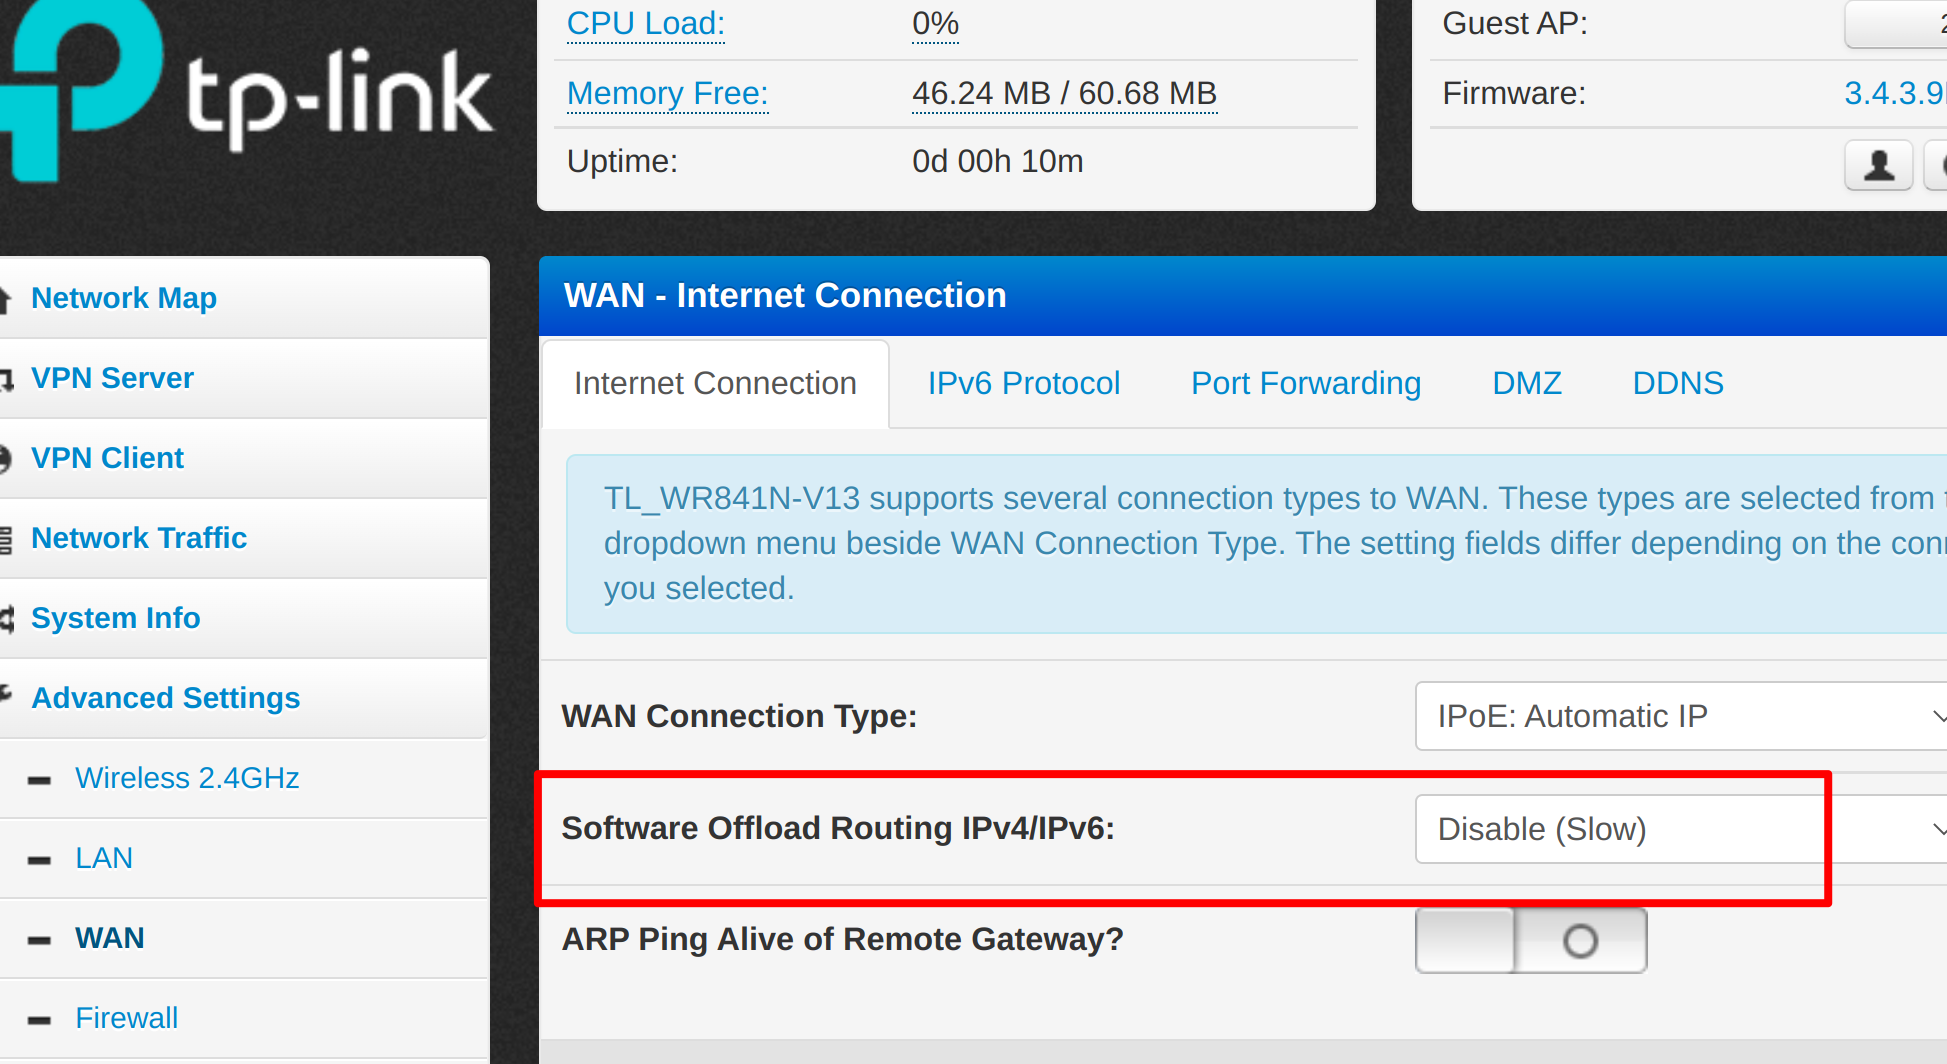 tp-link
CPU Load: 0%
Memory Free: 46.24 MB / 60.68 MB
Uptime: 0d 00h 10m
Guest AP:
Firmware: 3.4.3.9
Network Map
VPN Server
VPN Client
Network Traffic
System Info
Advanced Settings
Wireless 2.4GHz
LAN
WAN
Firewall
WAN - Internet Connection
Internet Connection IPv6 Protocol Port Forwarding DMZ DDNS
TL_WR841N-V13 supports several connection types to WAN. These types are selected from
dropdown menu beside WAN Connection Type. The setting fields differ depending on the
you selected.
WAN Connection Type: IPoE: Automatic IP
Software Offload Routing IPv4/IPv6: Disable (Slow)
ARP Ping Alive of Remote Gateway?